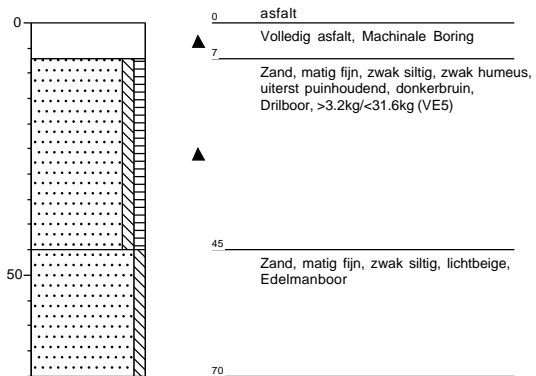 0
0
asfalt
Volledig asfalt, Machinale Boring
7
Zand, matig fijn, zwak siltig, zwak humeus,
uiterst puinhoudend, donkerbruin,
Drilboor, >3.2kg/<31.6kg (VE5)
45
Zand, matig fijn, zwak siltig, lichtbeige,
Edelmanboor
50
70